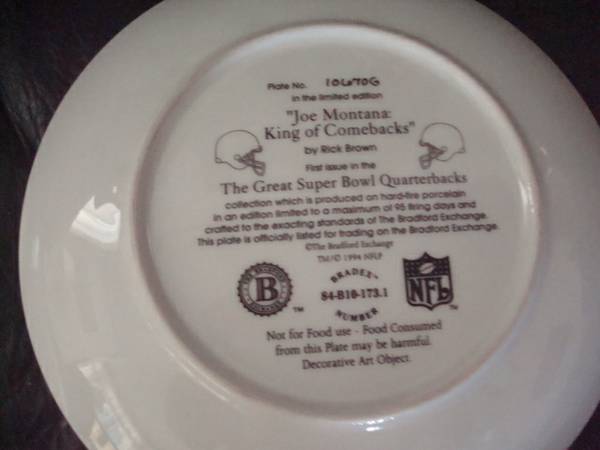 Plate No. 10670G
in the limited edition
"Joe Montana:
King of Comebacks"
by Rick Brown
First issue in the
The Great Super Bowl Quarterbacks
collection which is produced on hard-fire porcelain
in an edition limited to a maximum of 95 firing days and
crafted to the exacting standards of The Bradford Exchange.
This plate is officially listed for trading on the Bradford Exchange.
©The Bradford Exchange
TM/© 1994 NFLP
B
TM
BRADEX-
84-B10-173.1
NUMBER
NFL
TM
Not for Food use - Food Consumed
from this Plate may be harmful.
Decorative Art Object.